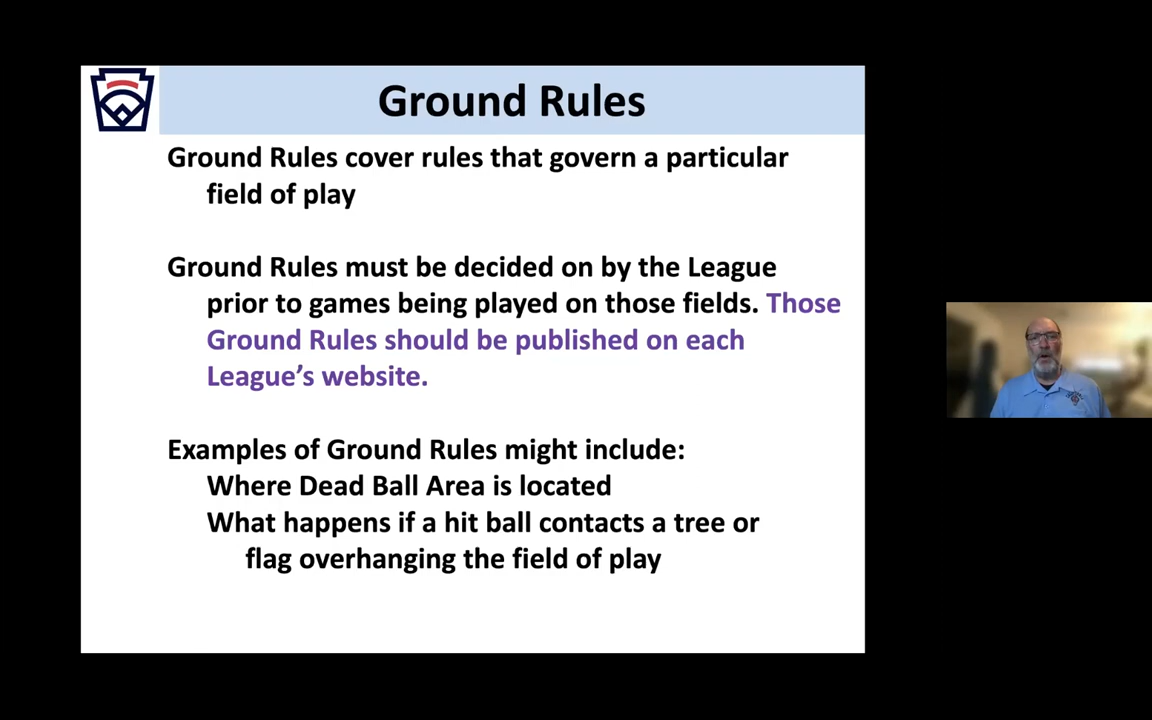 Ground Rules
Ground Rules cover rules that govern a particular
field of play
Ground Rules must be decided on by the League
prior to games being played on those fields. Those
Ground Rules should be published on each
League’s website.
Examples of Ground Rules might include:
Where Dead Ball Area is located
What happens if a hit ball contacts a tree or
flag overhanging the field of play